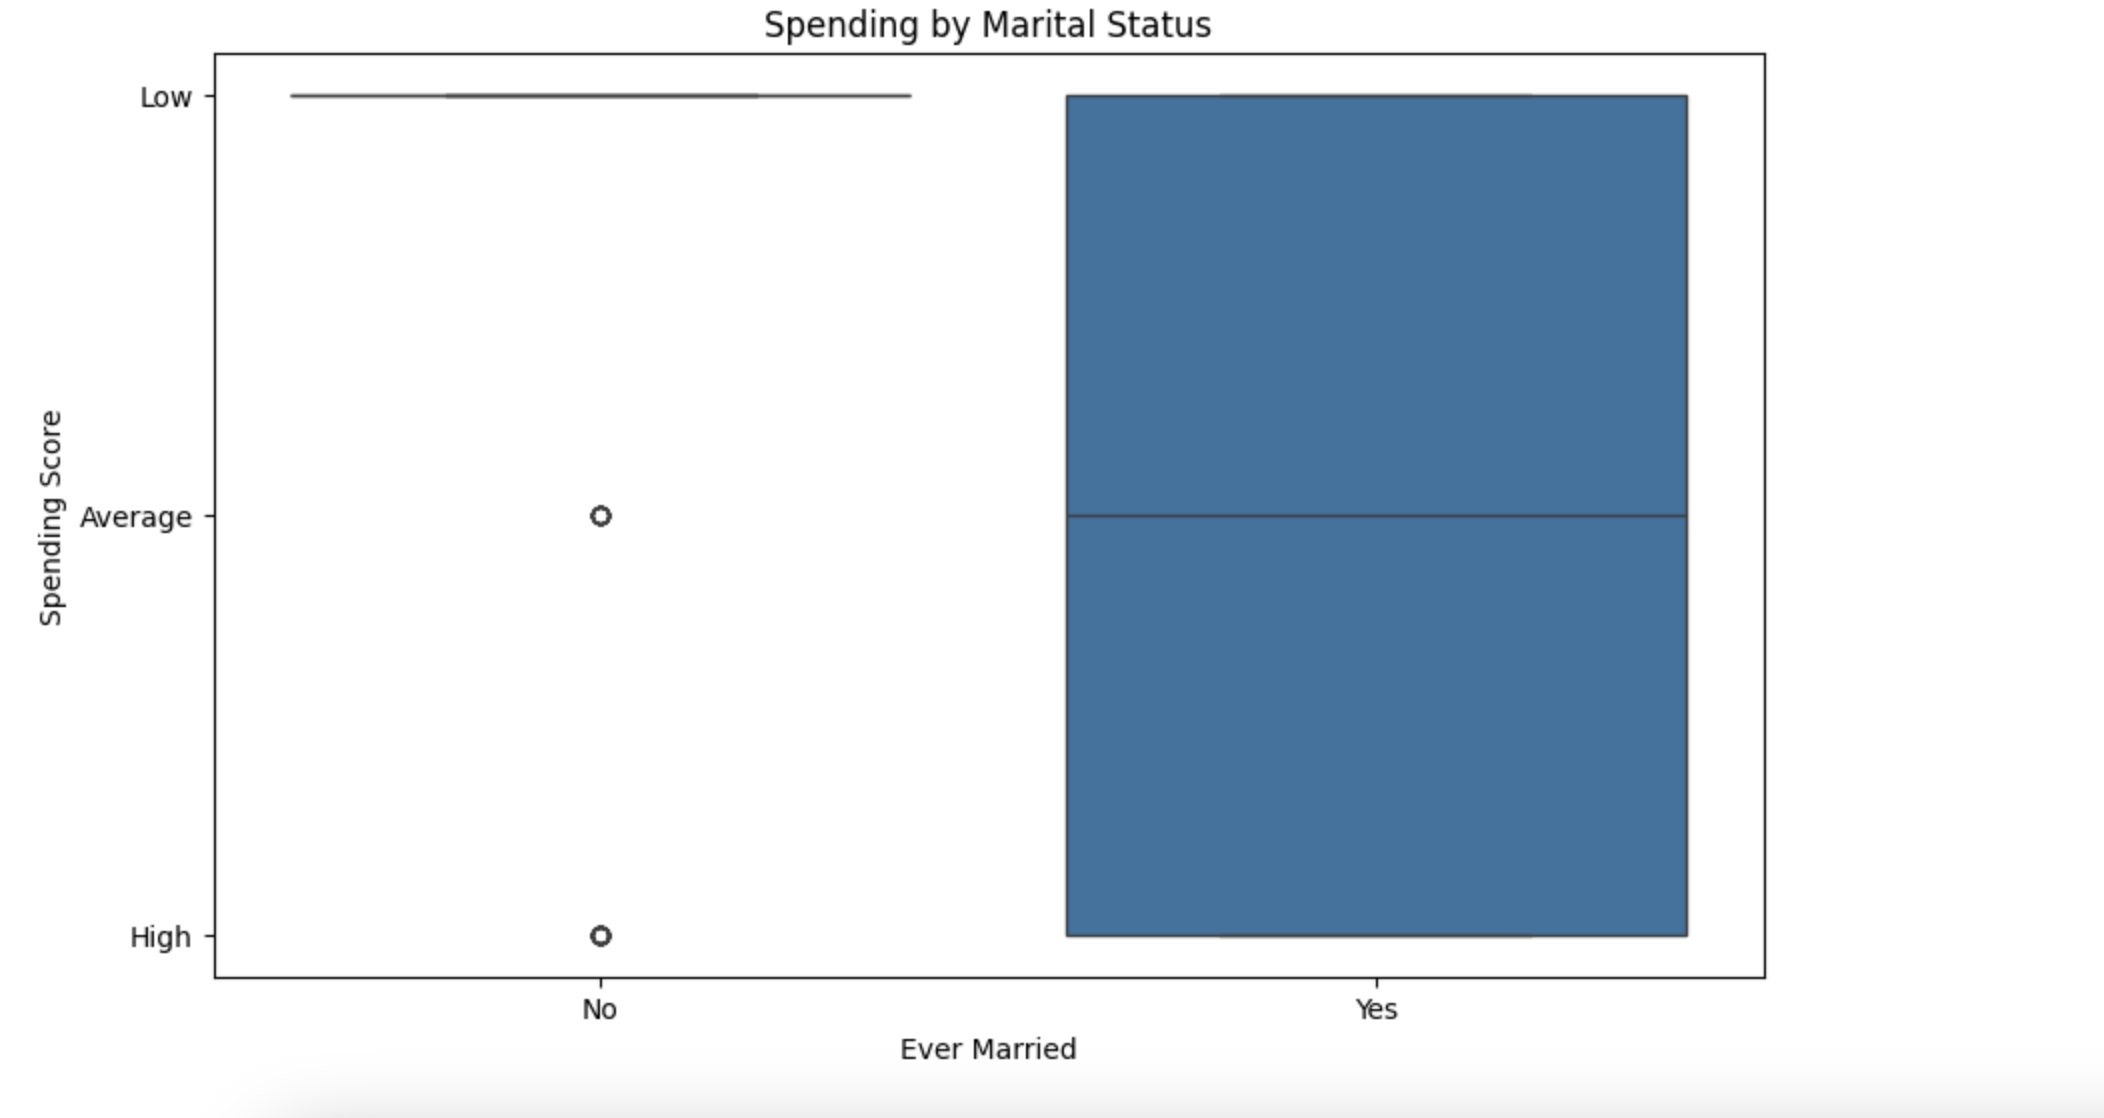 Spending by Marital Status
Low
Average
High
Spending Score
No
Yes
Ever Married